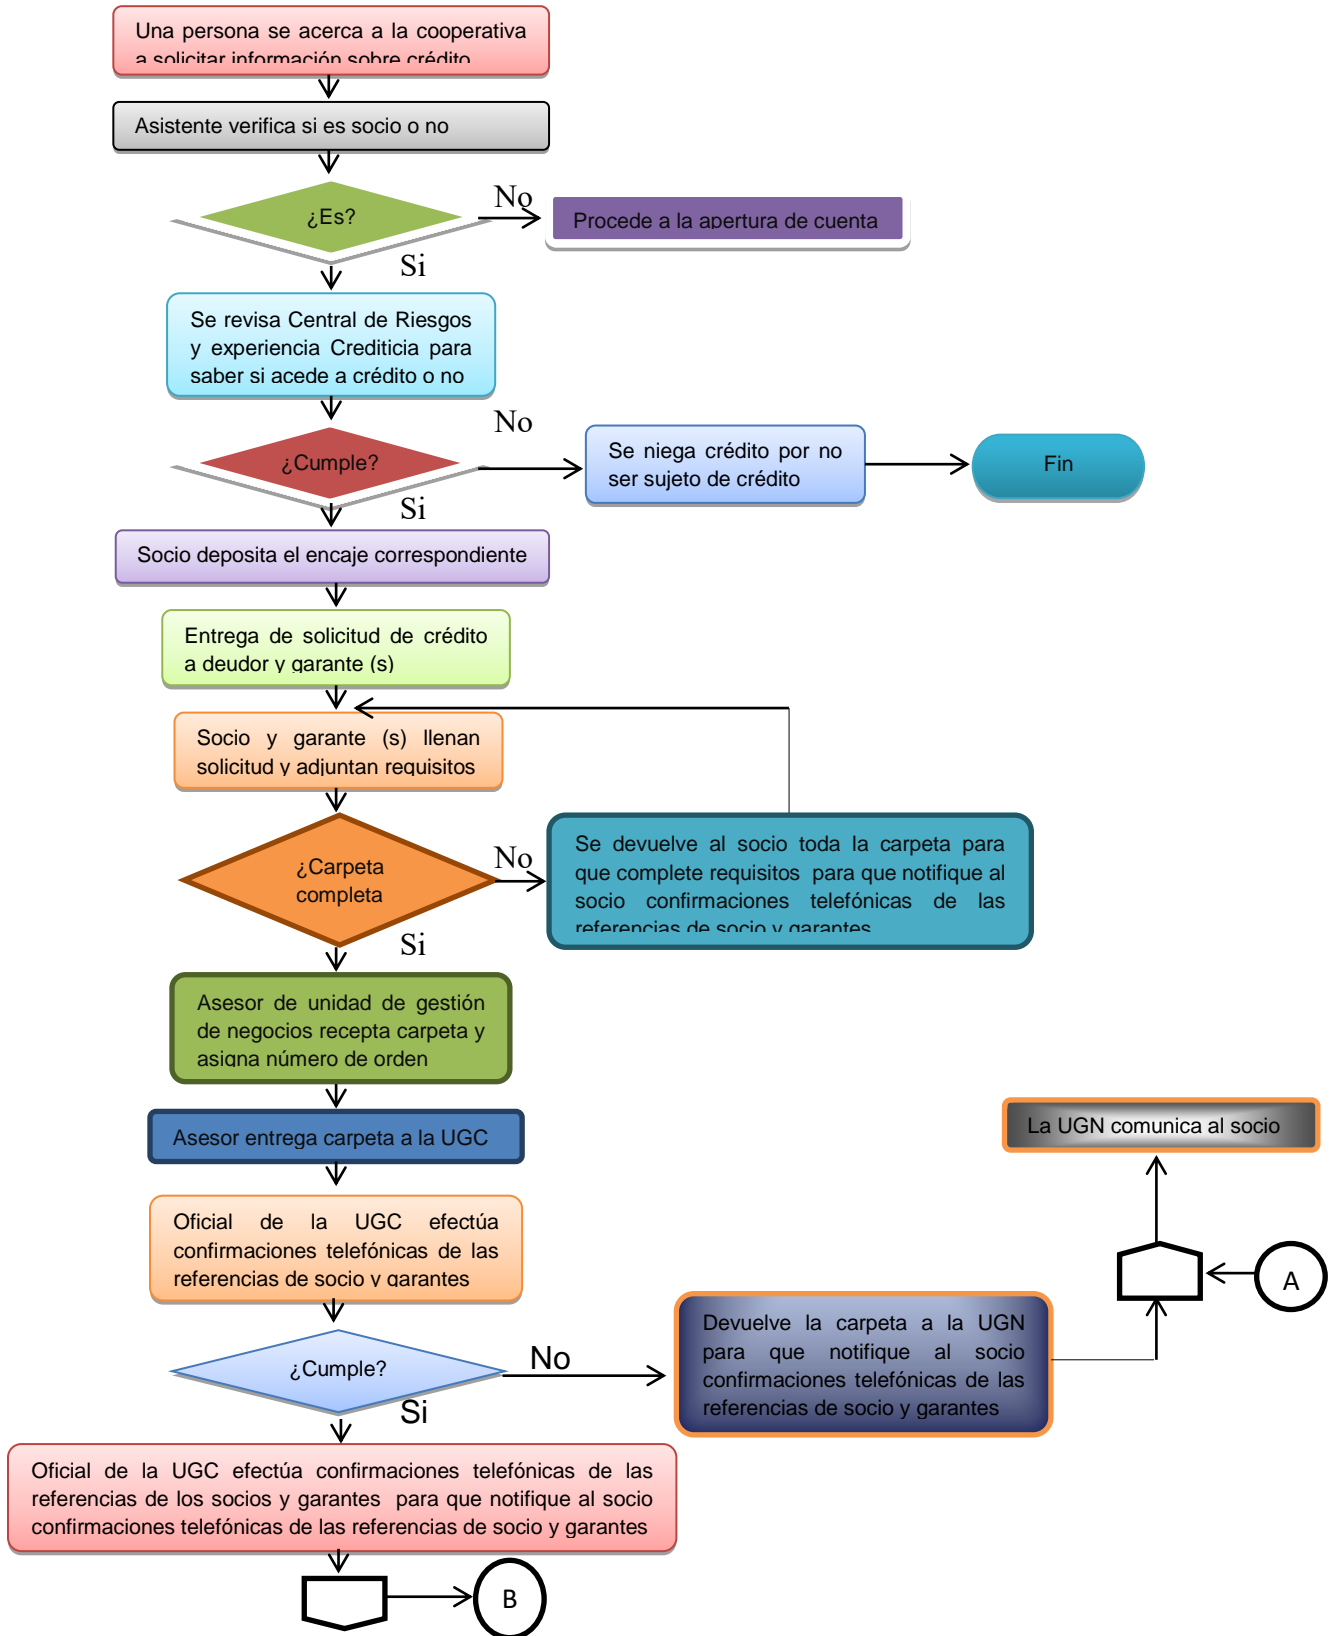 Una persona se acerca a la cooperativa
a solicitar información sobre crédito
Asistente verifica si es socio o no
¿Es?
No
Procede a la apertura de cuenta
Si
Se revisa Central de Riesgos
y experiencia Crediticia para
saber si acede a crédito o no
¿Cumple?
No
Se niega crédito por no
ser sujeto de crédito
Fin
Si
Socio deposita el encaje correspondiente
Entrega de solicitud de crédito
a deudor y garante (s)
Socio y garante (s) llenan
solicitud y adjuntan requisitos
¿Carpeta
completa
No
Se devuelve al socio toda la carpeta para
que complete requisitos para que notifique al
socio confirmaciones telefónicas de las
referencias de socio y garantes
Si
Asesor de unidad de gestión
de negocios recepta carpeta y
asigna número de orden
Asesor entrega carpeta a la UGC
La UGN comunica al socio
Oficial de la UGC efectúa
confirmaciones telefónicas de las
referencias de socio y garantes
A
¿Cumple?
No
Devuelve la carpeta a la UGN
para que notifique al socio
confirmaciones telefónicas de las
referencias de socio y garantes
Si
Oficial de la UGC efectúa confirmaciones telefónicas de las
referencias de los socios y garantes para que notifique al socio
confirmaciones telefónicas de las referencias de socio y garantes
B